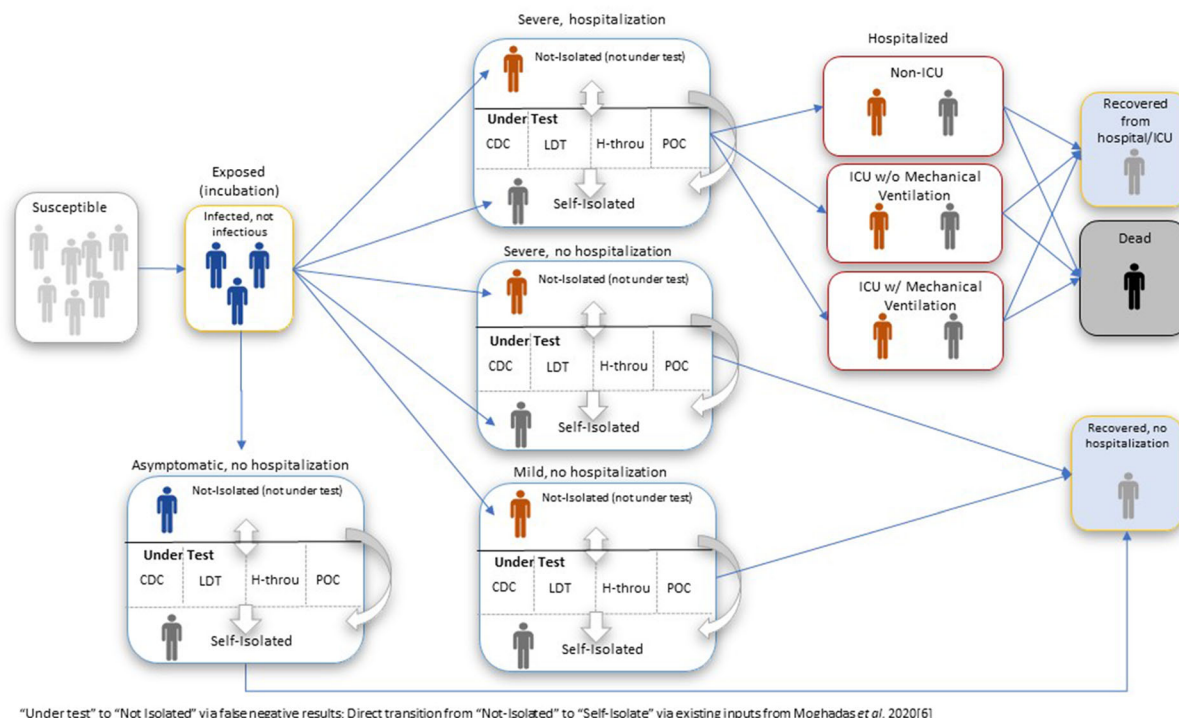 Severe, hospitalization
Not-Isolated (not under test)
Under Test
CDC LDT H-throu POC
Self-Isolated
Hospitalized
Non-ICU
ICU w/o Mechanical
Ventilation
ICU w/ Mechanical
Ventilation
Recovered
from
hospital/ICU
Dead
Susceptible
Exposed
(incubation)
Infected, not
infectious
Severe, no hospitalization
Not-Isolated (not under test)
Under Test
CDC LDT H-throu POC
Self-Isolated
Asymptomatic, no hospitalization
Not-Isolated (not under test)
Under Test
CDC LDT H-throu POC
Self-Isolated
Mild, no hospitalization
Not-Isolated (not under test)
Under Test
CDC LDT H-throu POC
Self-Isolated
Recovered, no
hospitalization
"Under test" to "Not Isolated" via false negative results; Direct transition from "Not-Isolated" to "Self-Isolate" via existing inputs from Moghadas et al. 2020[6]